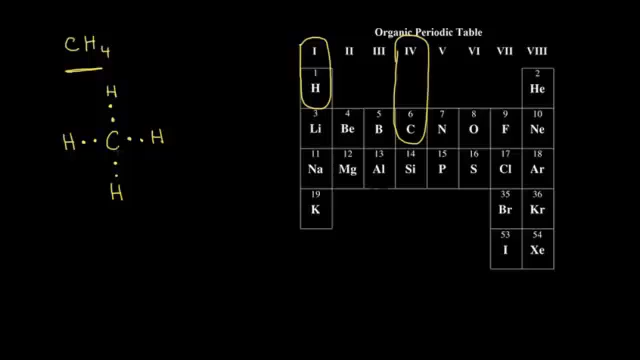 CH4
H
H··C··H
H
Organic Periodic Table
I II III IV V VI VII VIII
1 2
H He
3 4 5 6 7 8 9 10
Li Be B C N O F Ne
11 12 13 14 15 16 17 18
Na Mg Al Si P S Cl Ar
19 35 36
K Br Kr
53 54
I Xe